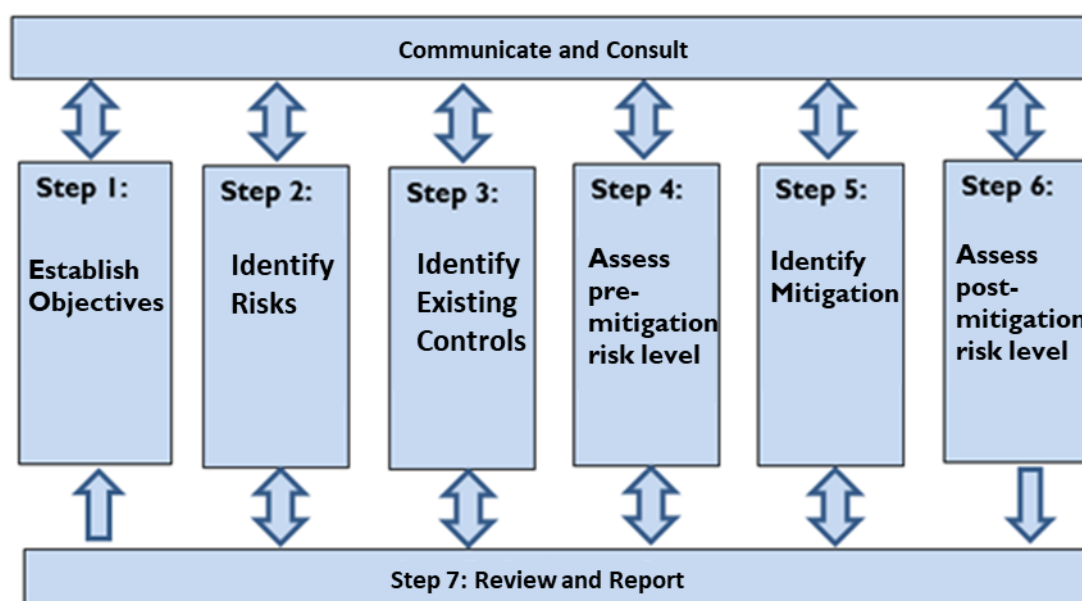 Communicate and Consult
Step 1:
Establish
Objectives
Step 2:
Identify
Risks
Step 3:
Identify
Existing
Controls
Step 4:
Assess
pre-
mitigation
risk level
Step 5:
Identify
Mitigation
Step 6:
Assess
post-
mitigation
risk level
Step 7: Review and Report